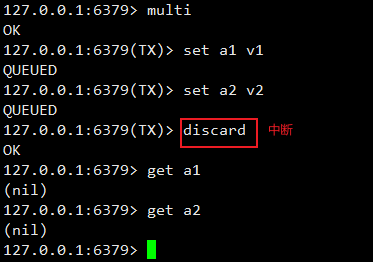 127.0.0.1:6379> multi
OK
127.0.0.1:6379(TX)> set a1 v1
QUEUED
127.0.0.1:6379(TX)> set a2 v2
QUEUED
127.0.0.1:6379(TX)> discard 中断
OK
127.0.0.1:6379> get a1
(nil)
127.0.0.1:6379> get a2
(nil)
127.0.0.1:6379>